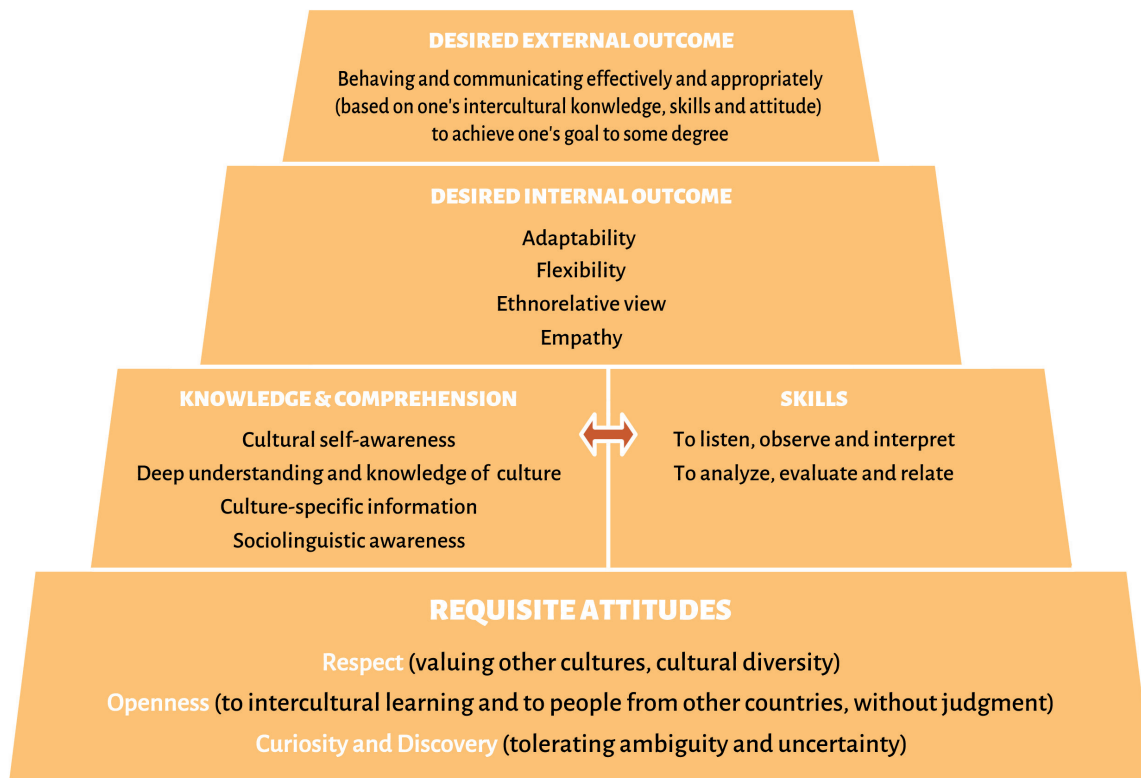 DESIRED EXTERNAL OUTCOME
Behaving and communicating effectively and appropriately
(based on one's intercultural konwledge, skills and attitude)
to achieve one's goal to some degree
DESIRED INTERNAL OUTCOME
Adaptability
Flexibility
Ethnorelative view
Empathy
KNOWLEDGE & COMPREHENSION
Cultural self-awareness
Deep understanding and knowledge of culture
Culture-specific information
Sociolinguistic awareness
SKILLS
To listen, observe and interpret
To analyze, evaluate and relate
REQUISITE ATTITUDES
Respect (valuing other cultures, cultural diversity)
Openness (to intercultural learning and to people from other countries, without judgment)
Curiosity and Discovery (tolerating ambiguity and uncertainty)